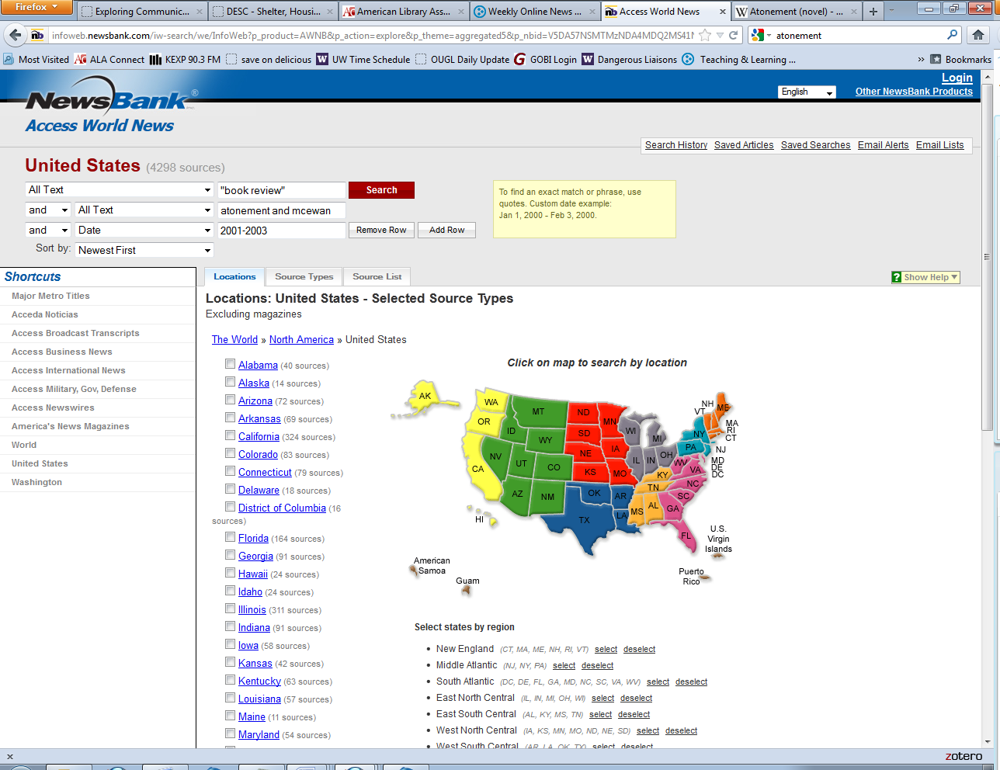 Firefox
Exploring Communic...
DESC - Shelter, Housi...
American Library Ass...
Weekly Online News ...
Access World News
Atonement (novel) - ...
infoweb.newsbank.com/iw-search/we/InfoWeb?p_product=AWNB&p_action=explore&p_theme=aggregated5&p_nbid=V5DA57NSMTMzNDA4MDQ2MS41N
atonement
Most Visited
ALA Connect
KEXP 90.3 FM
save on delicious
UW Time Schedule
OUGL Daily Update
GOBI Login
Dangerous Liaisons
Teaching & Learning ...
Bookmarks
NewsBank
Access World News
Login
English
Other NewsBank Products
Search History Saved Articles Saved Searches Email Alerts Email Lists
United States (4298 sources)
All Text "book review" Search
and All Text atonement and mcewan
and Date 2001-2003 Remove Row Add Row
Sort by: Newest First
To find an exact match or phrase, use
quotes. Custom date example:
Jan 1, 2000 - Feb 3, 2000.
Shortcuts
Major Metro Titles
Acceda Noticias
Access Broadcast Transcripts
Access Business News
Access International News
Access Military, Gov, Defense
Access Newswires
America's News Magazines
World
United States
Washington
Locations Source Types Source List
Show Help
Locations: United States - Selected Source Types
Excluding magazines
The World » North America » United States
Alabama (40 sources)
Alaska (14 sources)
Arizona (72 sources)
Arkansas (69 sources)
California (324 sources)
Colorado (83 sources)
Connecticut (79 sources)
Delaware (18 sources)
District of Columbia (16
sources)
Florida (164 sources)
Georgia (91 sources)
Hawaii (24 sources)
Idaho (24 sources)
Illinois (311 sources)
Indiana (91 sources)
Iowa (58 sources)
Kansas (42 sources)
Kentucky (63 sources)
Louisiana (57 sources)
Maine (11 sources)
Maryland (54 sources)
Click on map to search by location
AK
WA
OR
CA
HI
MT
ID
WY
NV
UT
CO
AZ
NM
ND
SD
NE
KS
MN
IA
MO
OK
AR
TX
LA
WI
MI
IL
IN
OH
KY
TN
MS
AL
WV
VA
NC
SC
GA
FL
NY
PA
NH
VT
ME
MA
RI
CT
NJ
MD
DE
DC
U.S.
Virgin
Islands
American
Samoa
Guam
Puerto
Rico
Select states by region
New England (CT, MA, ME, NH, RI, VT) select deselect
Middle Atlantic (NJ, NY, PA) select deselect
South Atlantic (DC, DE, FL, GA, MD, NC, SC, VA, WV) select deselect
East North Central (IL, IN, MI, OH, WI) select deselect
East South Central (AL, KY, MS, TN) select deselect
West North Central (IA, KS, MN, MO, ND, NE, SD) select deselect
West South Central (AR, LA, OK, TX) select deselect
zotero